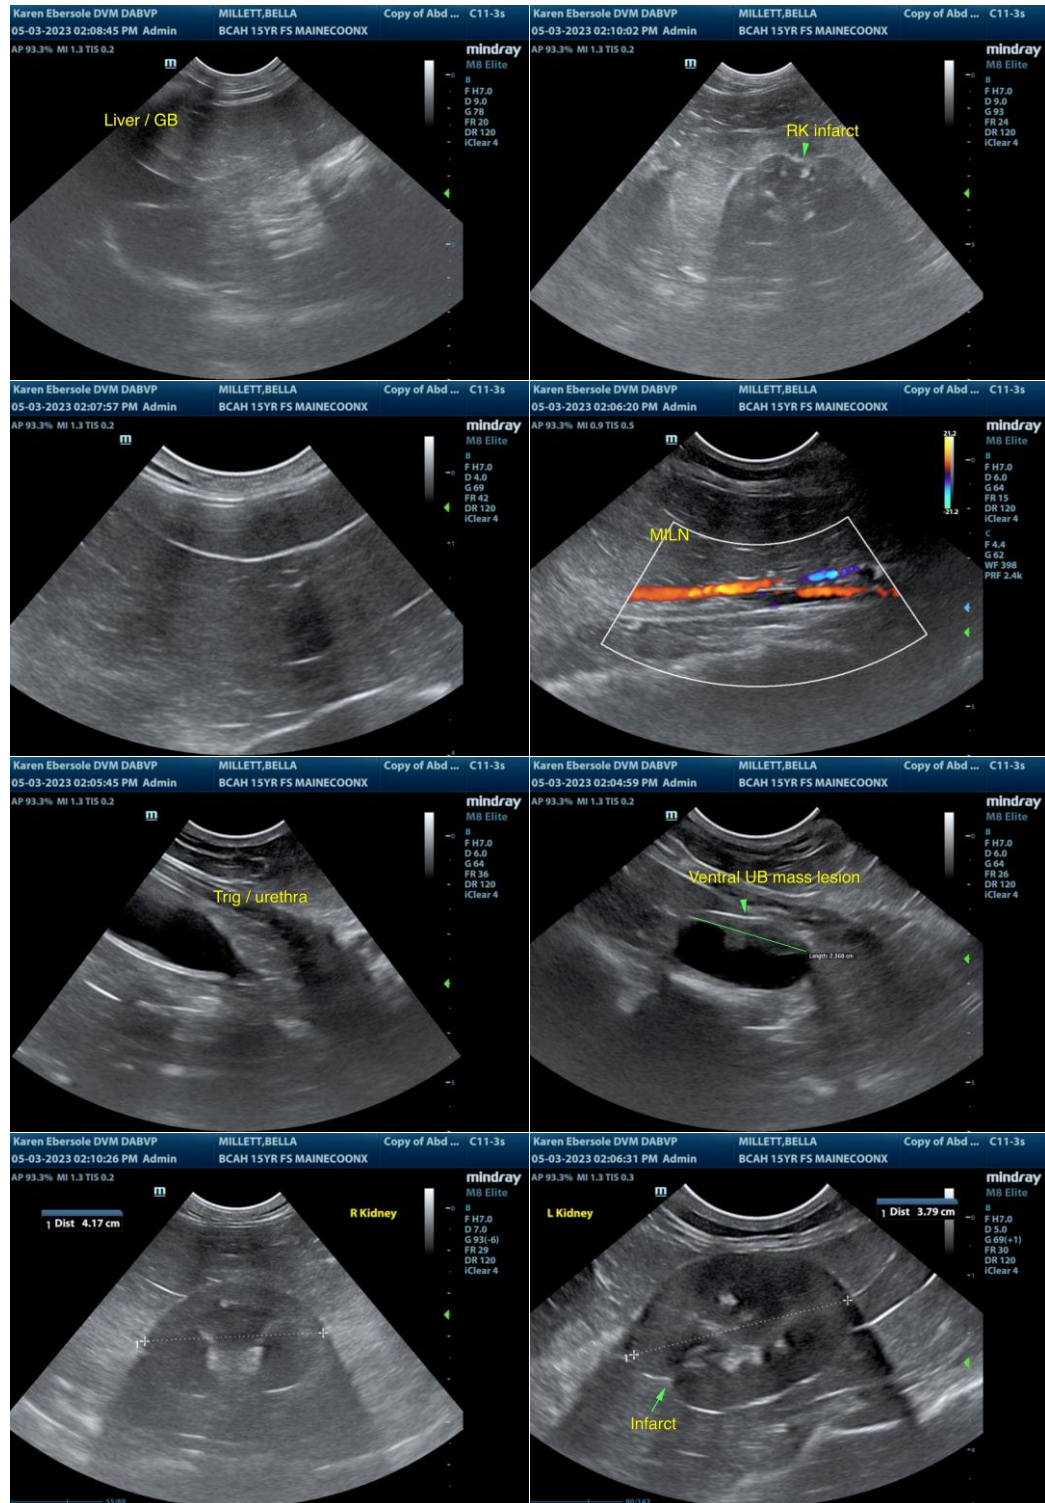 Karen Ebersole DVM DABVP MILLETT,BELLA Copy of Abd ... C11-3s
05-03-2023 02:08:45 PM Admin BCAH 15YR FS MAINECOONX
AP 93.3% MI 1.3 TIS 0.2
mindray
M8 Elite
m
B
F H7.0
D 9.0
G 78
FR 20
DR 120
iClear 4
Liver / GB
Karen Ebersole DVM DABVP MILLETT,BELLA Copy of Abd ... C11-3s
05-03-2023 02:10:02 PM Admin BCAH 15YR FS MAINECOONX
AP 93.3% MI 1.3 TIS 0.2
mindray
M8 Elite
m
B
F H7.0
D 9.0
G 93
FR 24
DR 120
iClear 4
RK infarct
Karen Ebersole DVM DABVP MILLETT,BELLA Copy of Abd ... C11-3s
05-03-2023 02:07:57 PM Admin BCAH 15YR FS MAINECOONX
AP 93.3% MI 1.3 TIS 0.2
mindray
M8 Elite
m
B
F H7.0
D 4.0
G 69
FR 42
DR 120
iClear 4
Karen Ebersole DVM DABVP MILLETT,BELLA Copy of Abd ... C11-3s
05-03-2023 02:06:20 PM Admin BCAH 15YR FS MAINECOONX
AP 93.3% MI 0.9 TIS 0.5
mindray
M8 Elite
m
21.2
-21.2
B
F H7.0
D 6.0
G 64
FR 15
DR 120
iClear 4
C
F 4.4
G 62
WF 398
PRF 2.4k
MILN
Karen Ebersole DVM DABVP MILLETT,BELLA Copy of Abd ... C11-3s
05-03-2023 02:05:45 PM Admin BCAH 15YR FS MAINECOONX
AP 93.3% MI 1.3 TIS 0.2
mindray
M8 Elite
m
B
F H7.0
D 6.0
G 64
FR 36
DR 120
iClear 4
Trig / urethra
Karen Ebersole DVM DABVP MILLETT,BELLA Copy of Abd ... C11-3s
05-03-2023 02:04:59 PM Admin BCAH 15YR FS MAINECOONX
AP 93.3% MI 1.3 TIS 0.2
mindray
M8 Elite
m
B
F H7.0
D 6.0
G 64
FR 26
DR 120
iClear 4
Ventral UB mass lesion
Length: 2.368 cm
Karen Ebersole DVM DABVP MILLETT,BELLA Copy of Abd ... C11-3s
05-03-2023 02:10:26 PM Admin BCAH 15YR FS MAINECOONX
AP 93.3% MI 1.3 TIS 0.2
mindray
M8 Elite
m
B
F H7.0
D 7.0
G 93(-6)
FR 29
DR 120
iClear 4
1 Dist 4.17 cm
R Kidney
1
Karen Ebersole DVM DABVP MILLETT,BELLA Copy of Abd ... C11-3s
05-03-2023 02:06:31 PM Admin BCAH 15YR FS MAINECOONX
AP 93.3% MI 1.3 TIS 0.3
mindray
M8 Elite
m
B
F H7.0
D 5.0
G 69(+1)
FR 30
DR 120
iClear 4
L Kidney
1 Dist 3.79 cm
1
Infarct